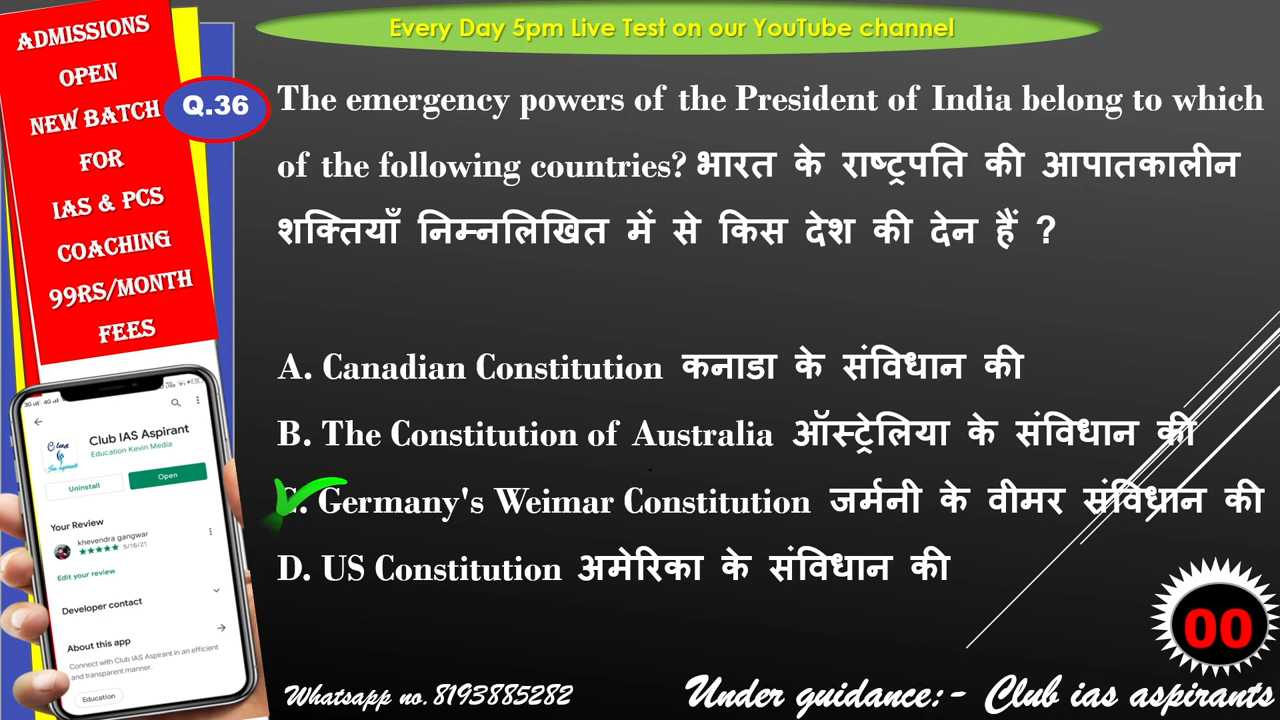 Every Day 5pm Live Test on our YouTube channel
ADMISSIONS
OPEN
NEW BATCH
FOR
IAS & PCS
COACHING
99RS/MONTH
FEES
Q.36
The emergency powers of the President of India belong to which
of the following countries? भारत के राष्ट्रपति की आपातकालीन
शक्तियाँ निम्नलिखित में से किस देश की देन हैं ?
A. Canadian Constitution कनाडा के संविधान की
B. The Constitution of Australia ऑस्ट्रेलिया के संविधान की
C. Germany's Weimar Constitution जर्मनी के वीमर संविधान की
D. US Constitution अमेरिका के संविधान की
Club IAS Aspirant
Education Kevin Media
Uninstall
Open
Your Review
khevendra gangwar
5/16/21
Edit your review
Developer contact
About this app
Connect with Club IAS Aspirant in an efficient
and transparent manner.
Education
00
Whatsapp no. 8193885282
Under guidance:- Club ias aspirants